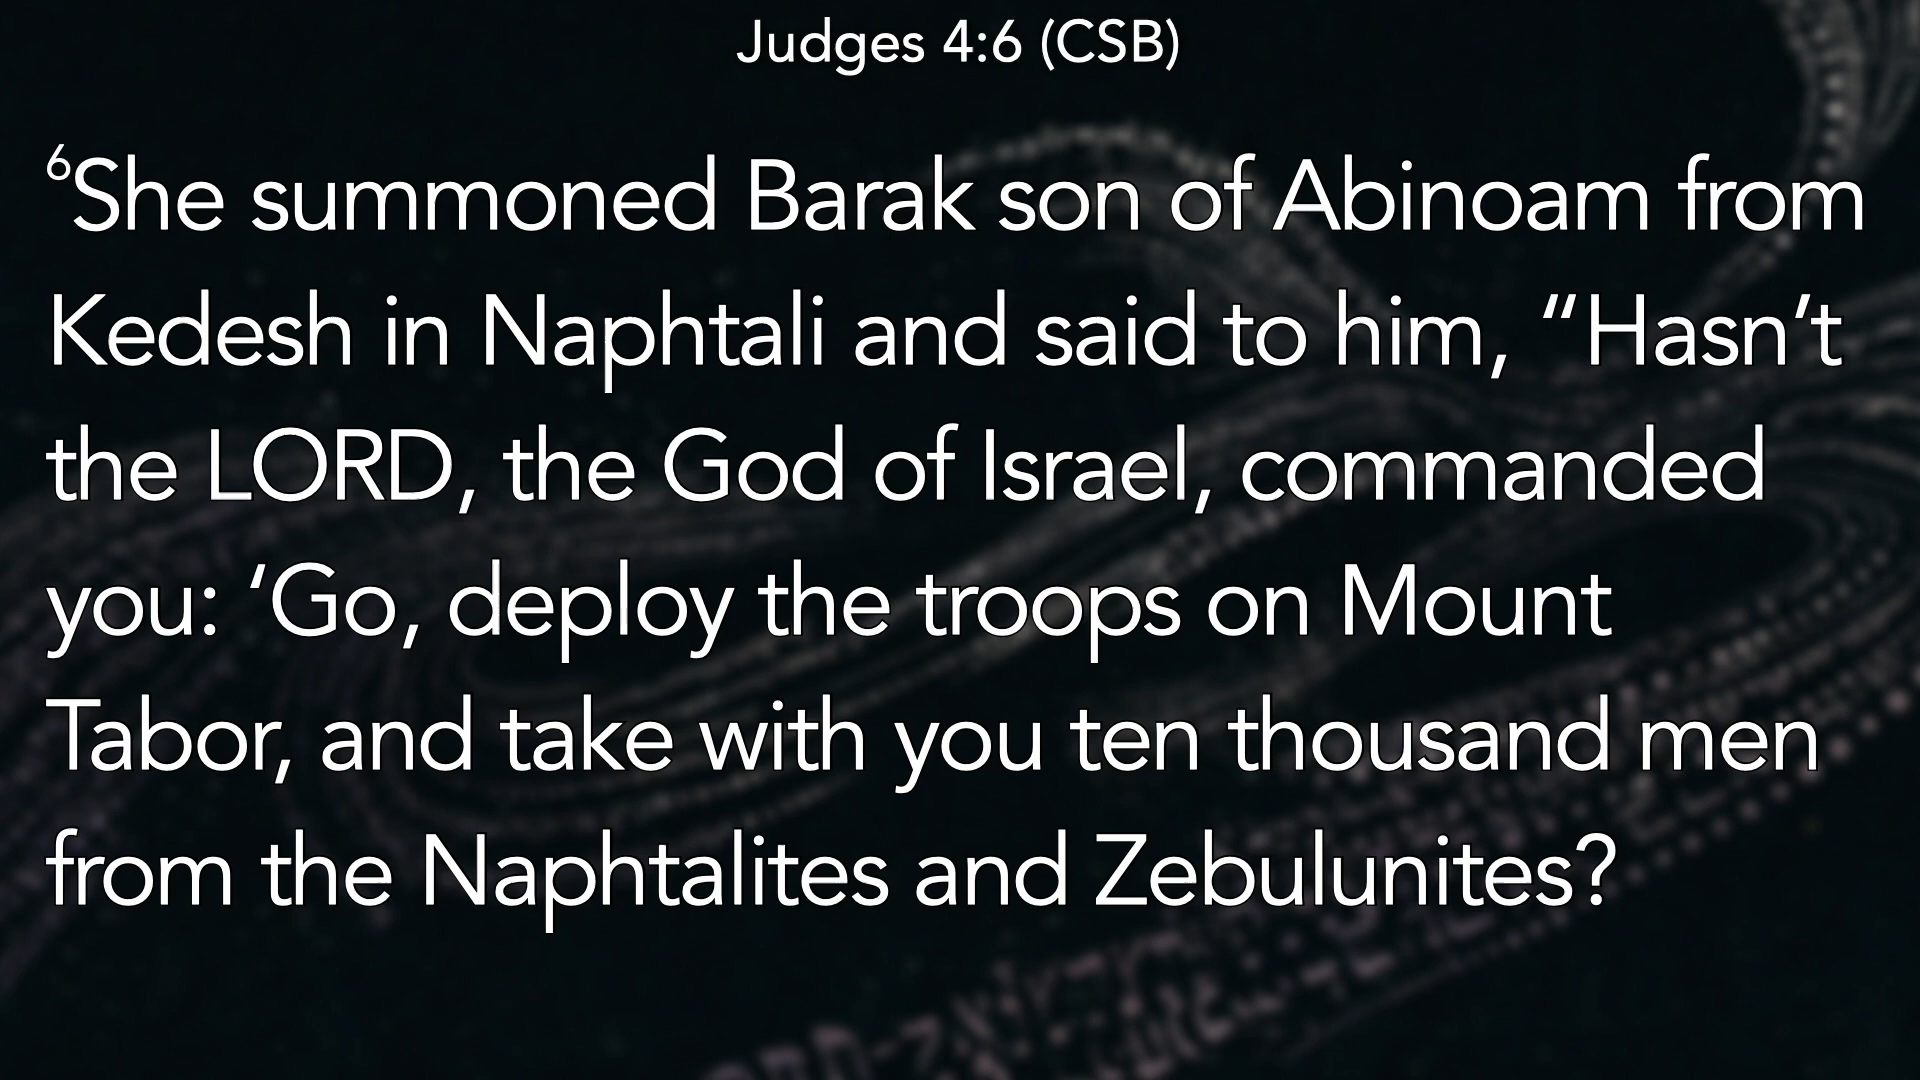 Judges 4:6 (CSB)
⁶She summoned Barak son of Abinoam from
Kedesh in Naphtali and said to him, “Hasn’t
the LORD, the God of Israel, commanded
you: ‘Go, deploy the troops on Mount
Tabor, and take with you ten thousand men
from the Naphtalites and Zebulunites?